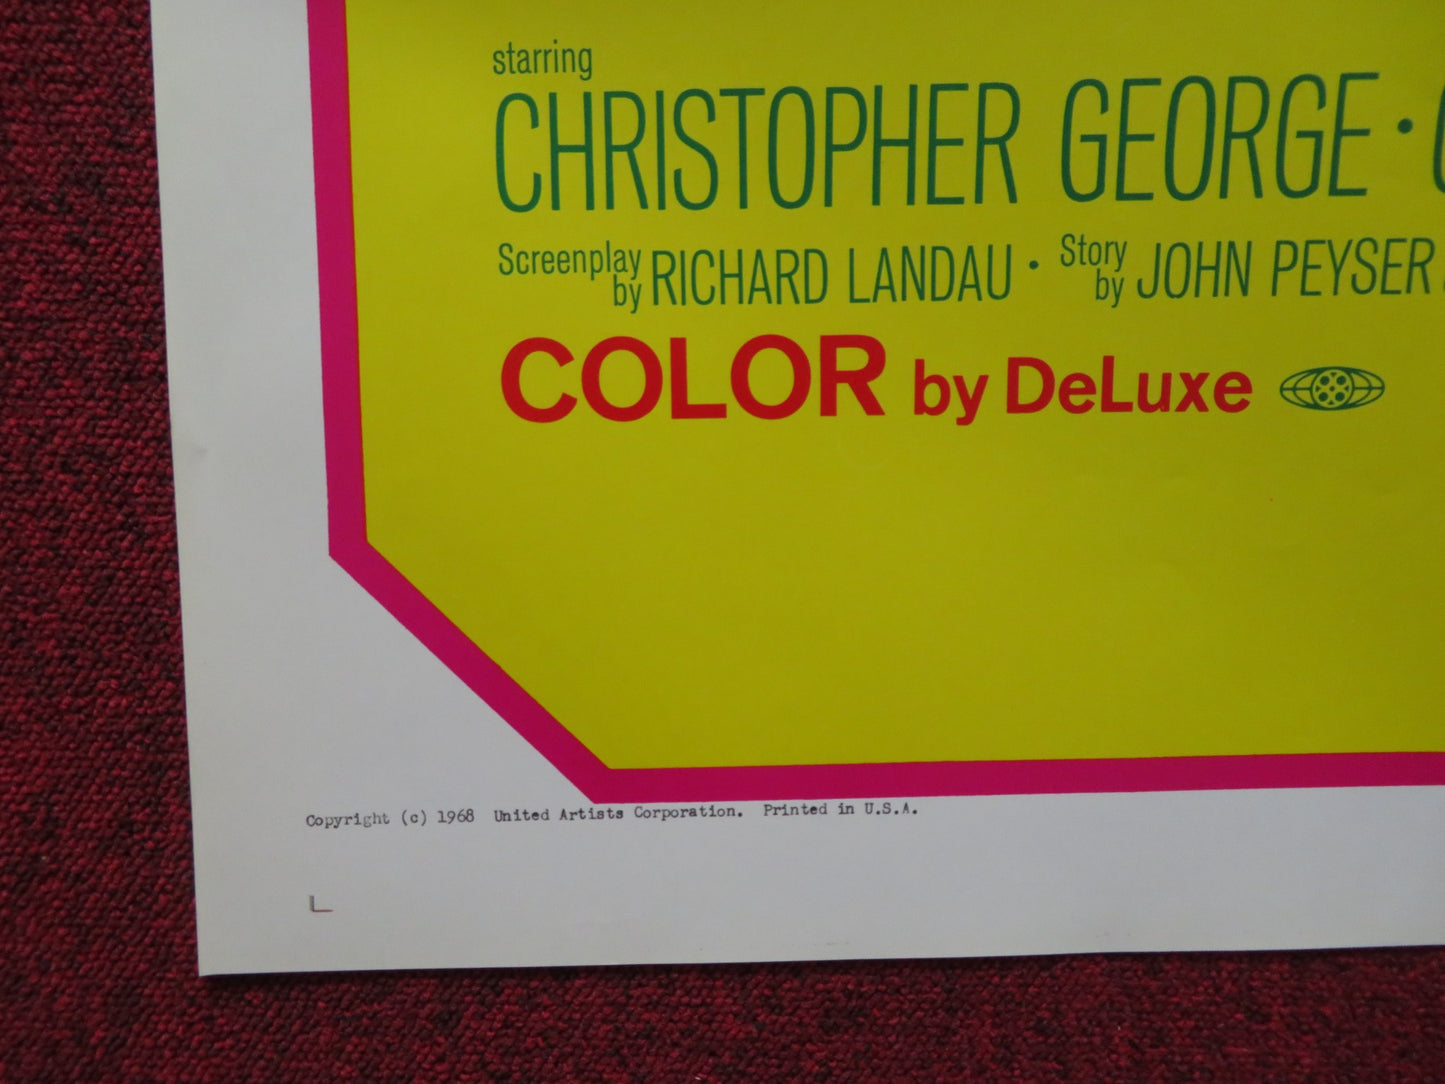 starring
CHRISTOPHER GEORGE •
Screenplay by RICHARD LANDAU • Story by JOHN PEYSER
COLOR by DeLuxe
Copyright (c) 1968 United Artists Corporation. Printed in U.S.A.